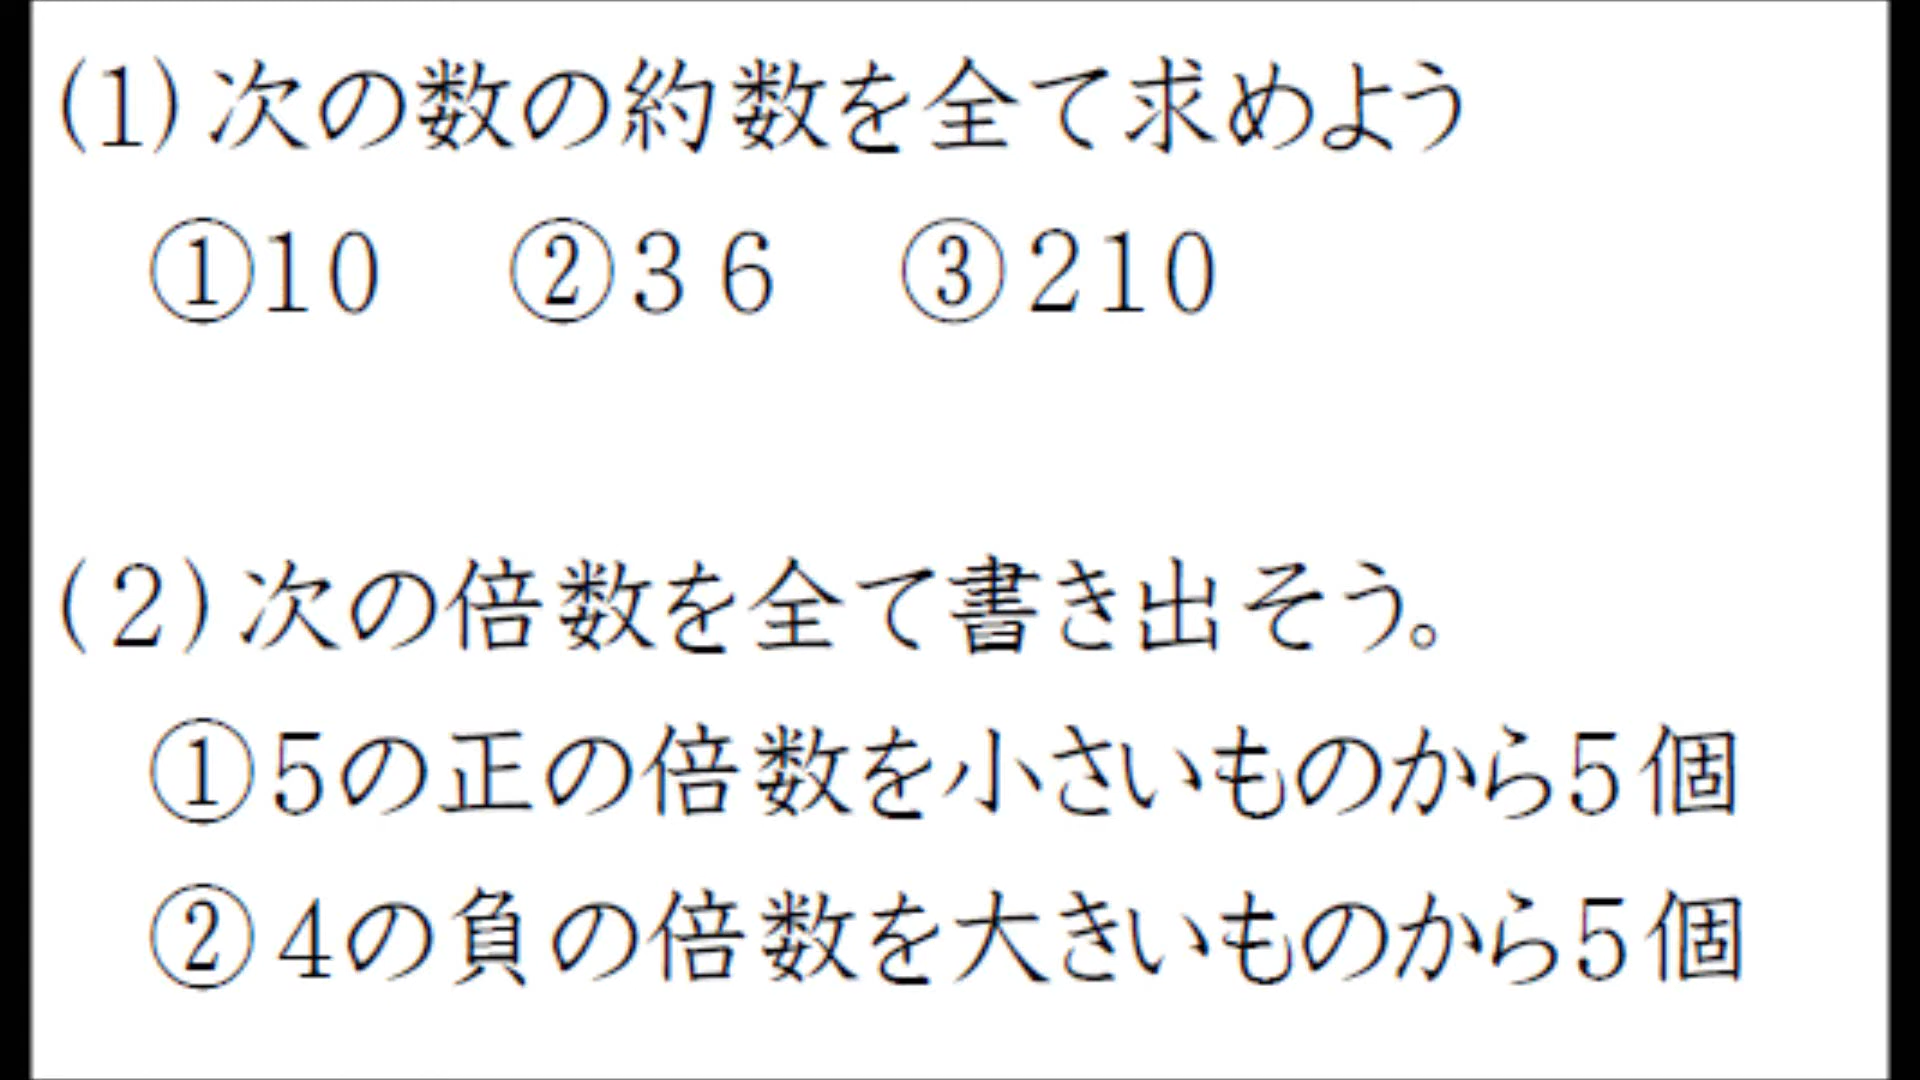 (1)次の数の約数を全て求めよう
①10 ②36 ③210
(2)次の倍数を全て書き出そう。
①5の正の倍数を小さいものから5個
②4の負の倍数を大きいものから5個